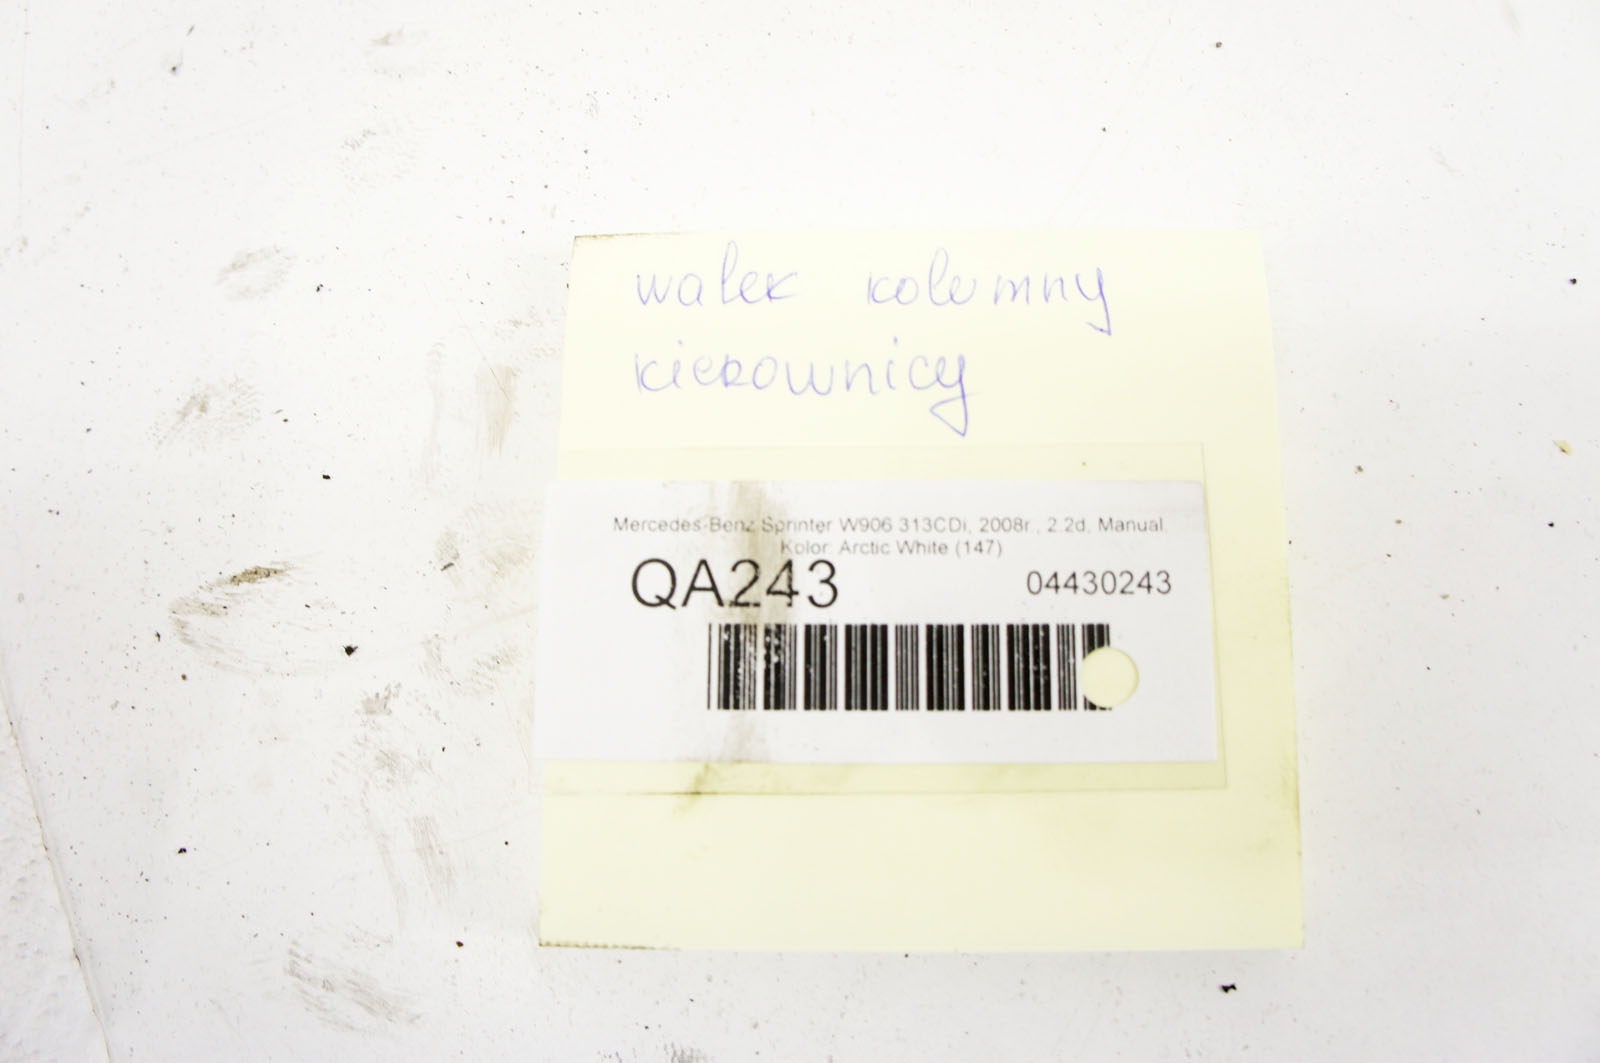 wałek kolumny
kierownicy
Mercedes-Benz Sprinter W906 313CDi, 2008r., 2.2d, Manual.
Kolor: Arctic White (147)
QA243 04430243